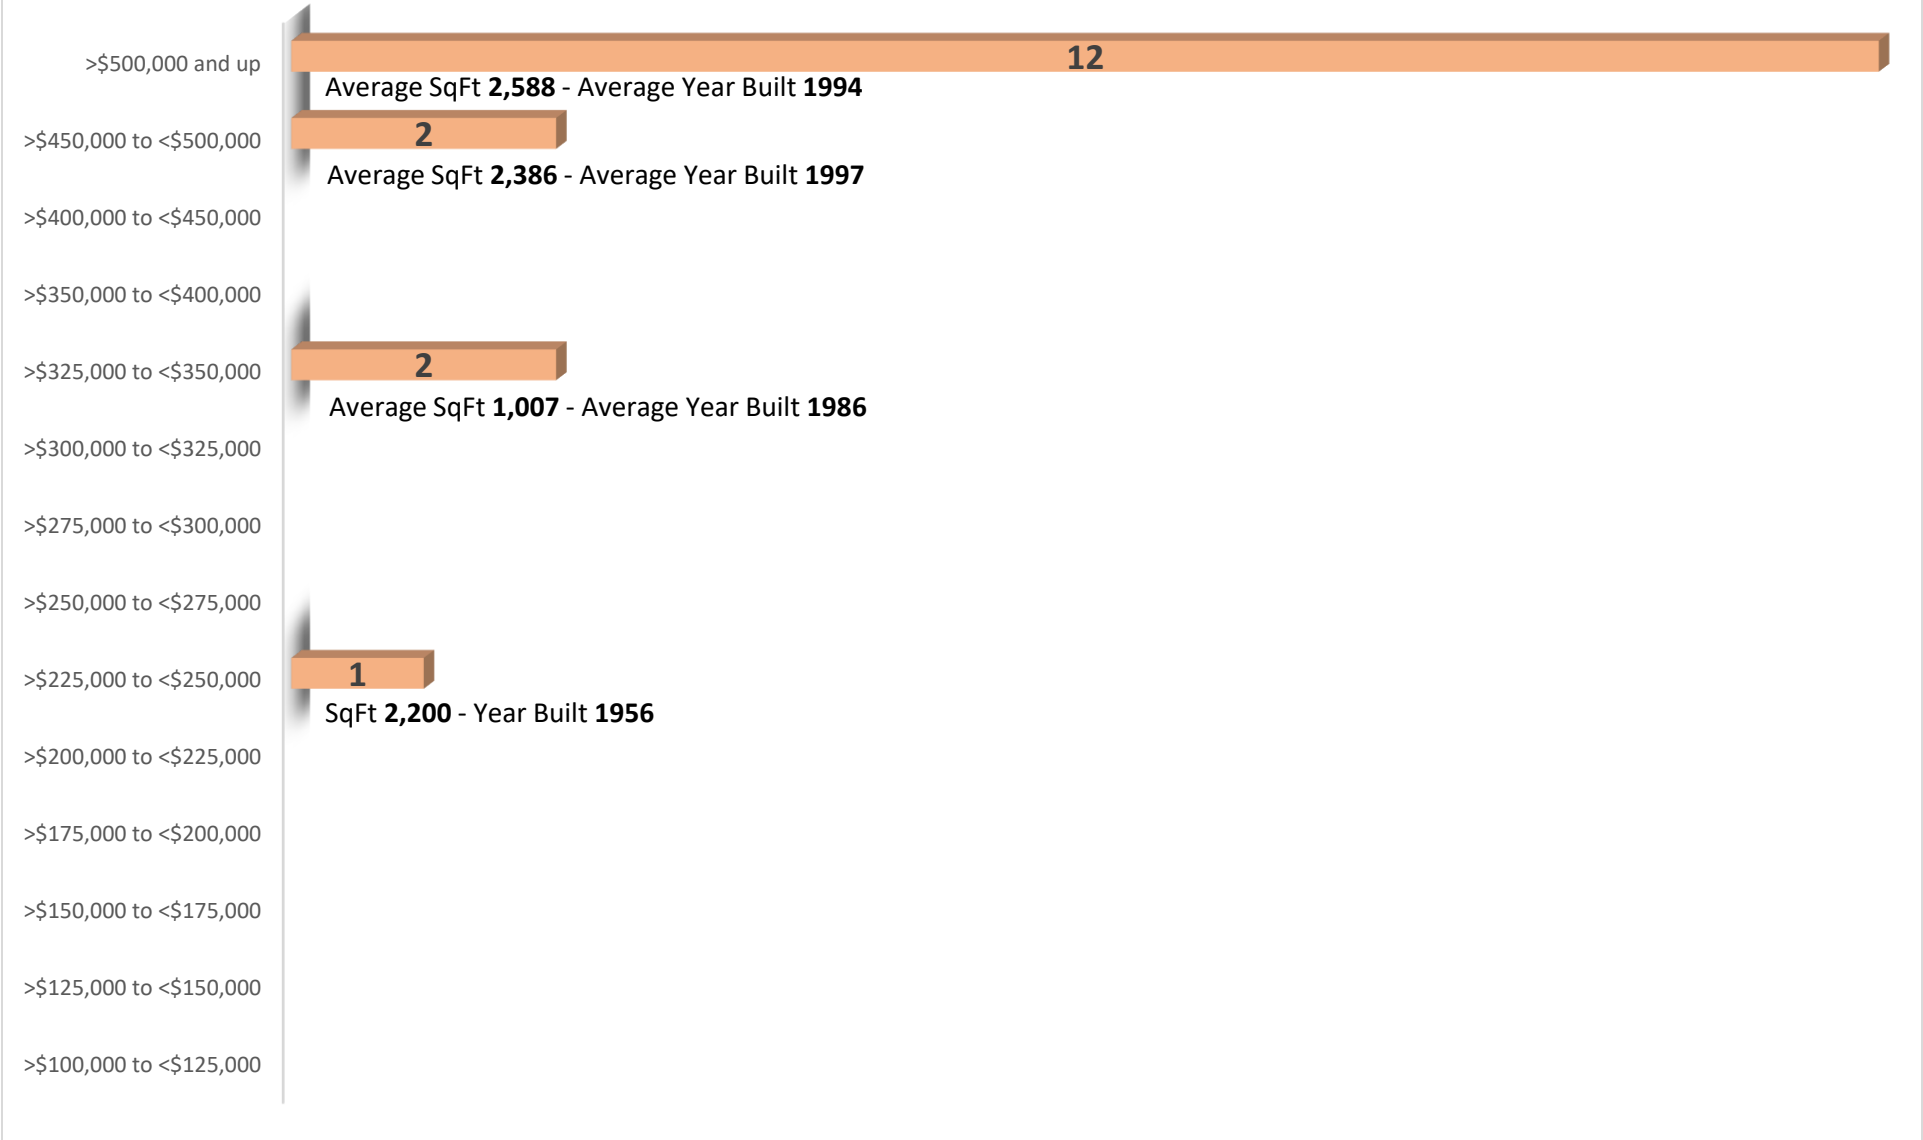 >$500,000 and up
12
Average SqFt 2,588 - Average Year Built 1994
>$450,000 to <$500,000
2
Average SqFt 2,386 - Average Year Built 1997
>$400,000 to <$450,000
>$350,000 to <$400,000
>$325,000 to <$350,000
2
Average SqFt 1,007 - Average Year Built 1986
>$300,000 to <$325,000
>$275,000 to <$300,000
>$250,000 to <$275,000
>$225,000 to <$250,000
1
SqFt 2,200 - Year Built 1956
>$200,000 to <$225,000
>$175,000 to <$200,000
>$150,000 to <$175,000
>$125,000 to <$150,000
>$100,000 to <$125,000